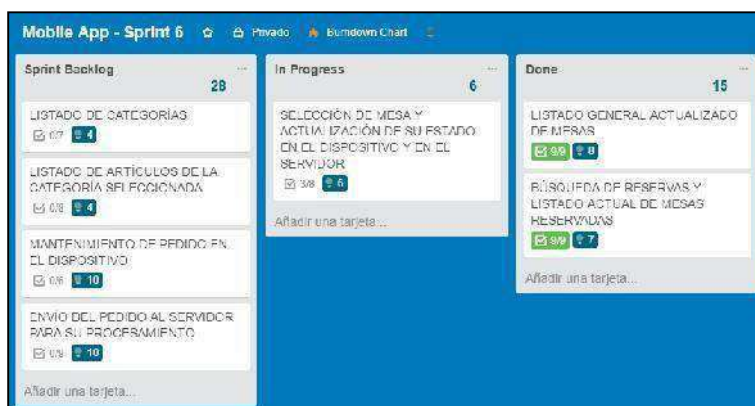 Mobile App - Sprint 6 Privado Burndown Chart
Sprint Backlog
28
LISTADO DE CATEGORÍAS
0/7 4
LISTADO DE ARTÍCULOS DE LA
CATEGORÍA SELECCIONADA
4
MANTENIMIENTO DE PEDIDO EN
EL DISPOSITIVO
10
ENVÍO DEL PEDIDO AL SERVIDOR
PARA SU PROCESAMIENTO
10
Añadir una tarjeta...
In Progress
6
SELECCIÓN DE MESA Y
ACTUALIZACIÓN DE SU ESTADO
EN EL DISPOSITIVO Y EN EL
SERVIDOR
3/8 6
Añadir una tarjeta...
Done
15
LISTADO GENERAL ACTUALIZADO
DE MESAS
9/9 8
BÚSQUEDA DE RESERVAS Y
LISTADO ACTUAL DE MESAS
RESERVADAS
9/9 7
Añadir una tarjeta...